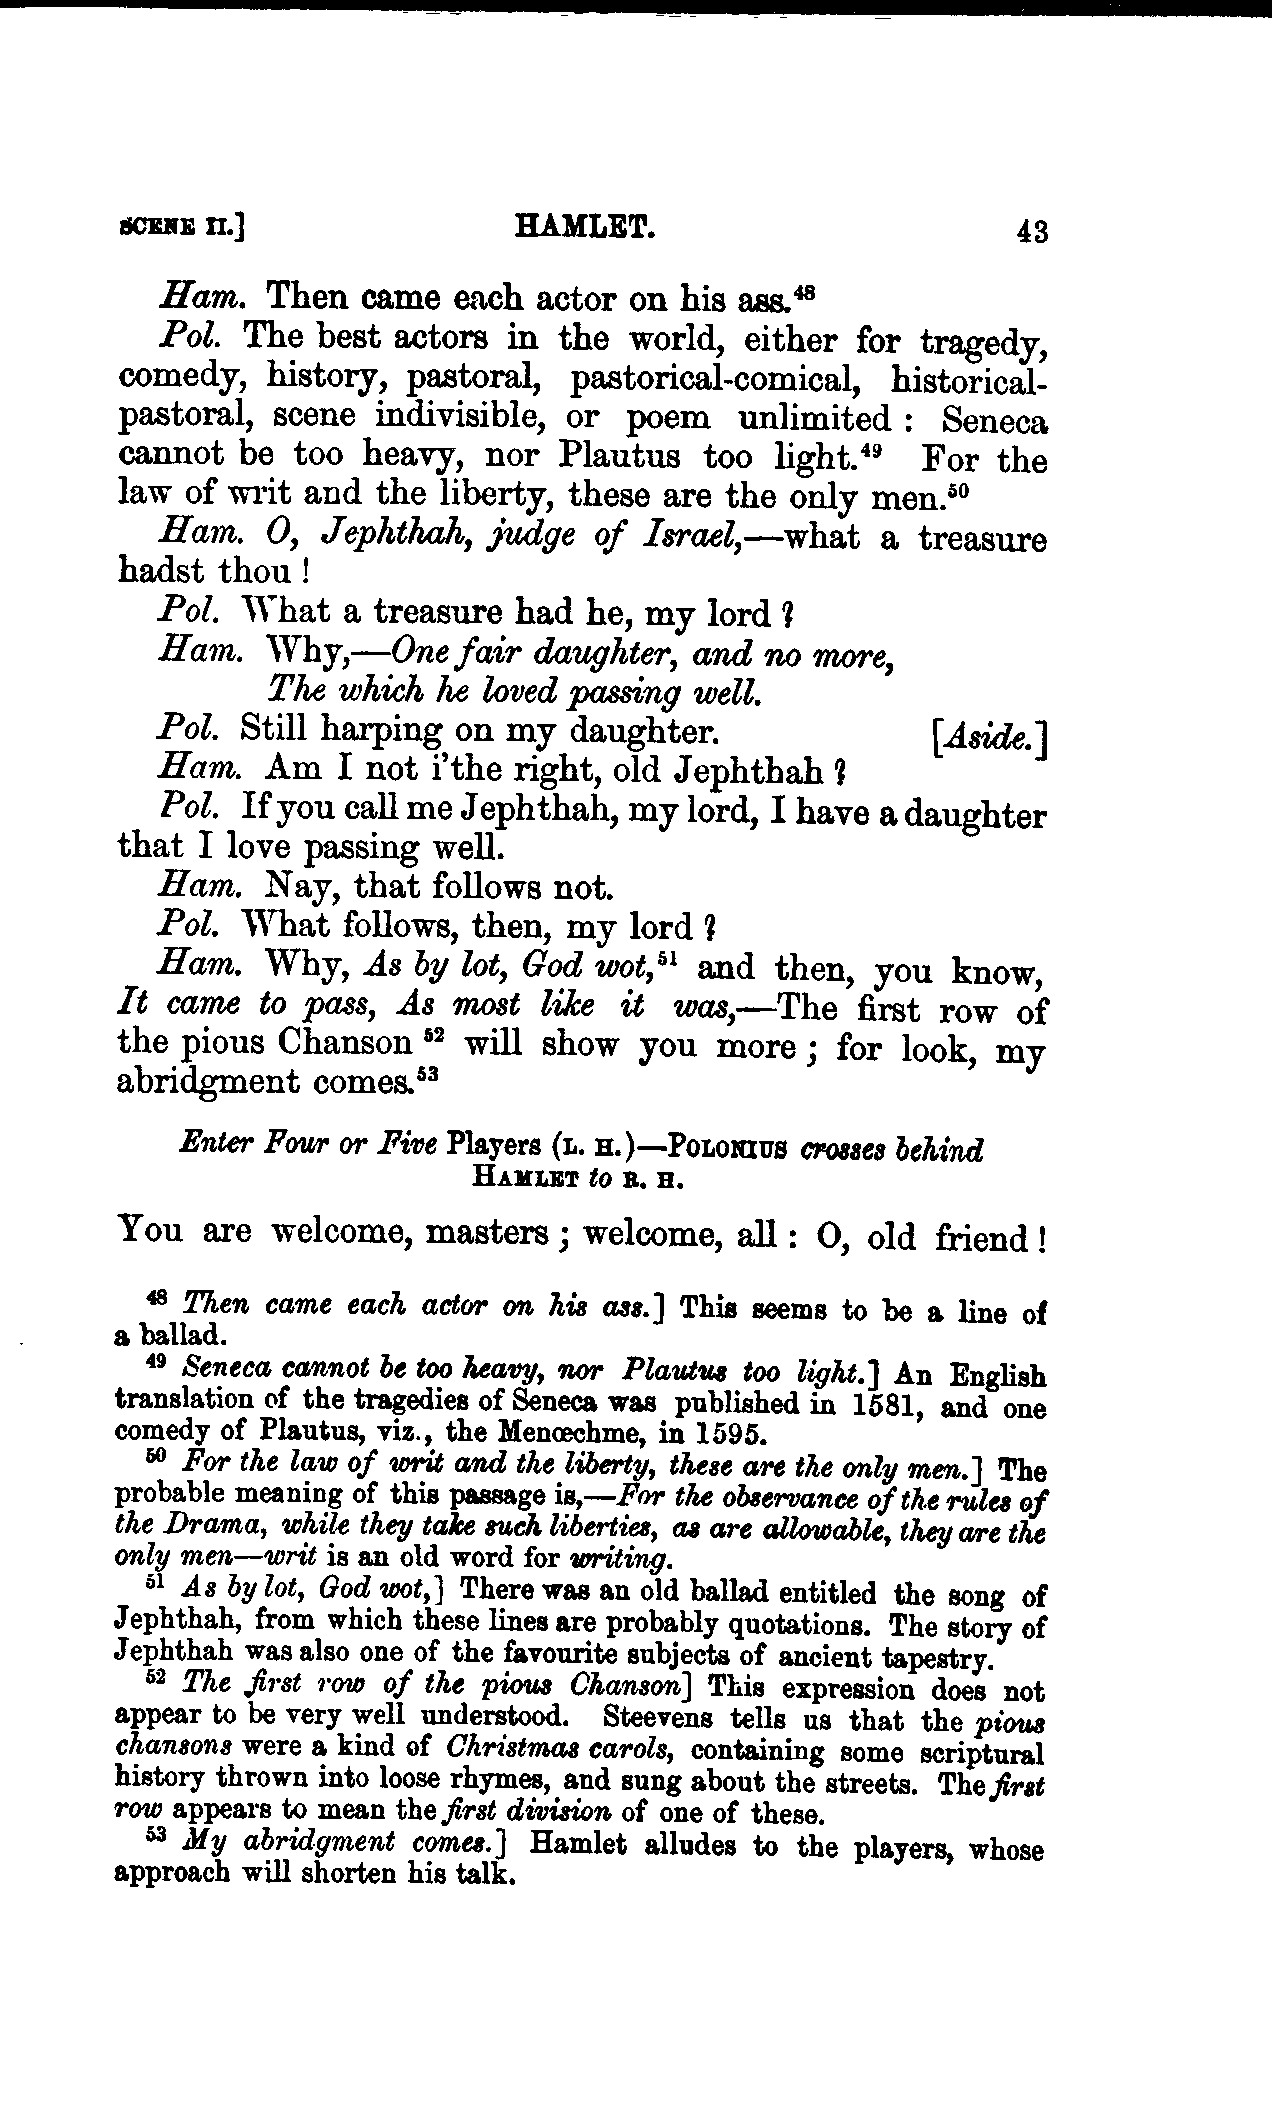 SCENE II.] HAMLET. 43
Ham. Then came each actor on his ass.⁴⁸
Pol. The best actors in the world, either for tragedy,
comedy, history, pastoral, pastorical-comical, historical-
pastoral, scene indivisible, or poem unlimited : Seneca
cannot be too heavy, nor Plautus too light.⁴⁹ For the
law of writ and the liberty, these are the only men.⁵⁰
Ham. O, Jephthah, judge of Israel,—what a treasure
hadst thou !
Pol. What a treasure had he, my lord ?
Ham. Why,—One fair daughter, and no more,
The which he loved passing well.
Pol. Still harping on my daughter. [Aside.]
Ham. Am I not i'the right, old Jephthah ?
Pol. If you call me Jephthah, my lord, I have a daughter
that I love passing well.
Ham. Nay, that follows not.
Pol. What follows, then, my lord ?
Ham. Why, As by lot, God wot,⁵¹ and then, you know,
It came to pass, As most like it was,—The first row of
the pious Chanson ⁵² will show you more ; for look, my
abridgment comes.⁵³
Enter Four or Five Players (L. H.)—POLONIUS crosses behind
HAMLET to R. H.
You are welcome, masters ; welcome, all : O, old friend !
⁴⁸ Then came each actor on his ass.] This seems to be a line of
a ballad.
⁴⁹ Seneca cannot be too heavy, nor Plautus too light.] An English
translation of the tragedies of Seneca was published in 1581, and one
comedy of Plautus, viz., the Menœchme, in 1595.
⁵⁰ For the law of writ and the liberty, these are the only men.] The
probable meaning of this passage is,—For the observance of the rules of
the Drama, while they take such liberties, as are allowable, they are the
only men—writ is an old word for writing.
⁵¹ As by lot, God wot,] There was an old ballad entitled the song of
Jephthah, from which these lines are probably quotations. The story of
Jephthah was also one of the favourite subjects of ancient tapestry.
⁵² The first row of the pious Chanson] This expression does not
appear to be very well understood. Steevens tells us that the pious
chansons were a kind of Christmas carols, containing some scriptural
history thrown into loose rhymes, and sung about the streets. The first
row appears to mean the first division of one of these.
⁵³ My abridgment comes.] Hamlet alludes to the players, whose
approach will shorten his talk.